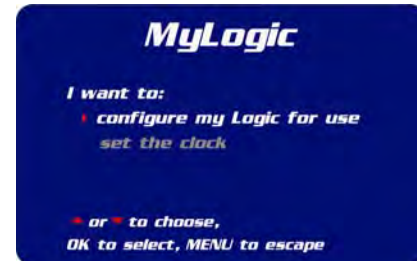 MyLogic
I want to:
configure my Logic for use
set the clock
or to choose,
OK to select, MENU to escape